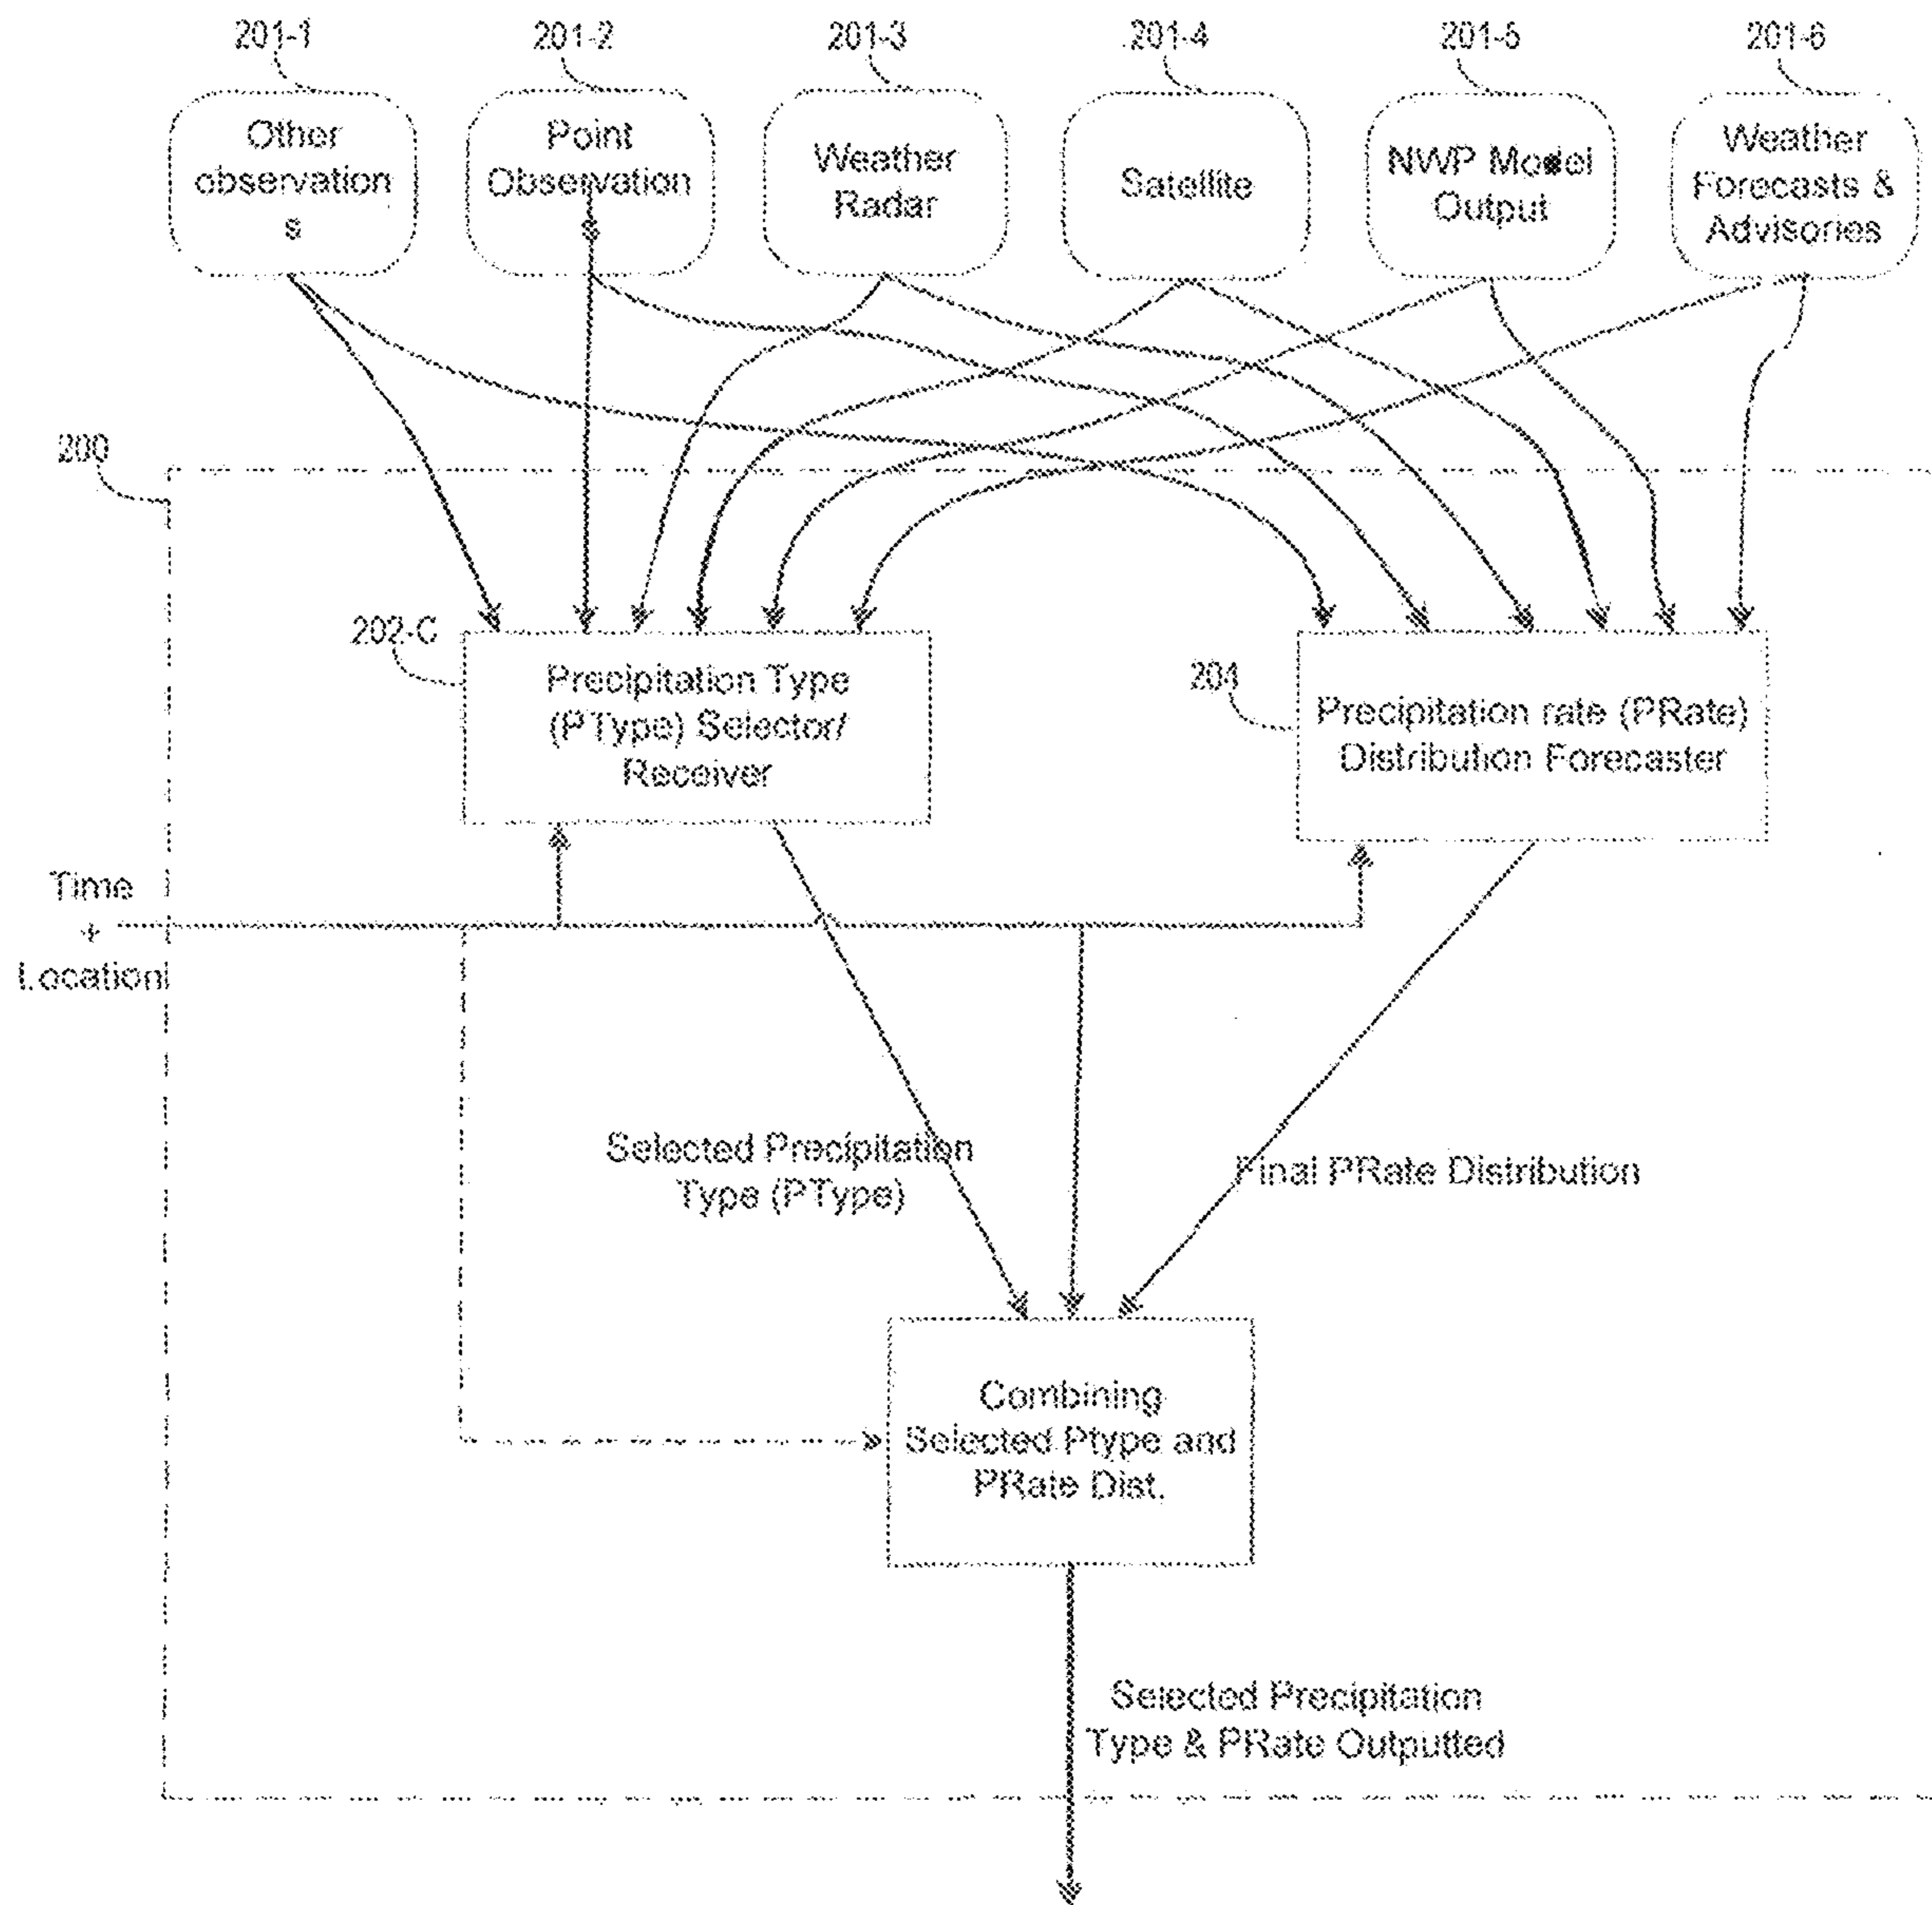 201-1
201-2
201-3
201-4
201-5
201-6
Other
observation
s
Point
Observation
s
Weather
Radar
Satellite
NWP Model
Output
Weather
Forecasts &
Advisories
200
202-C
Precipitation Type
(PType) Selector/
Receiver
204
Precipitation rate (PRate)
Distribution Forecaster
Time
+
Location
Selected Precipitation
Type (PType)
Final PRate Distribution
Combining
Selected Ptype and
PRate Dist.
Selected Precipitation
Type & PRate Outputted